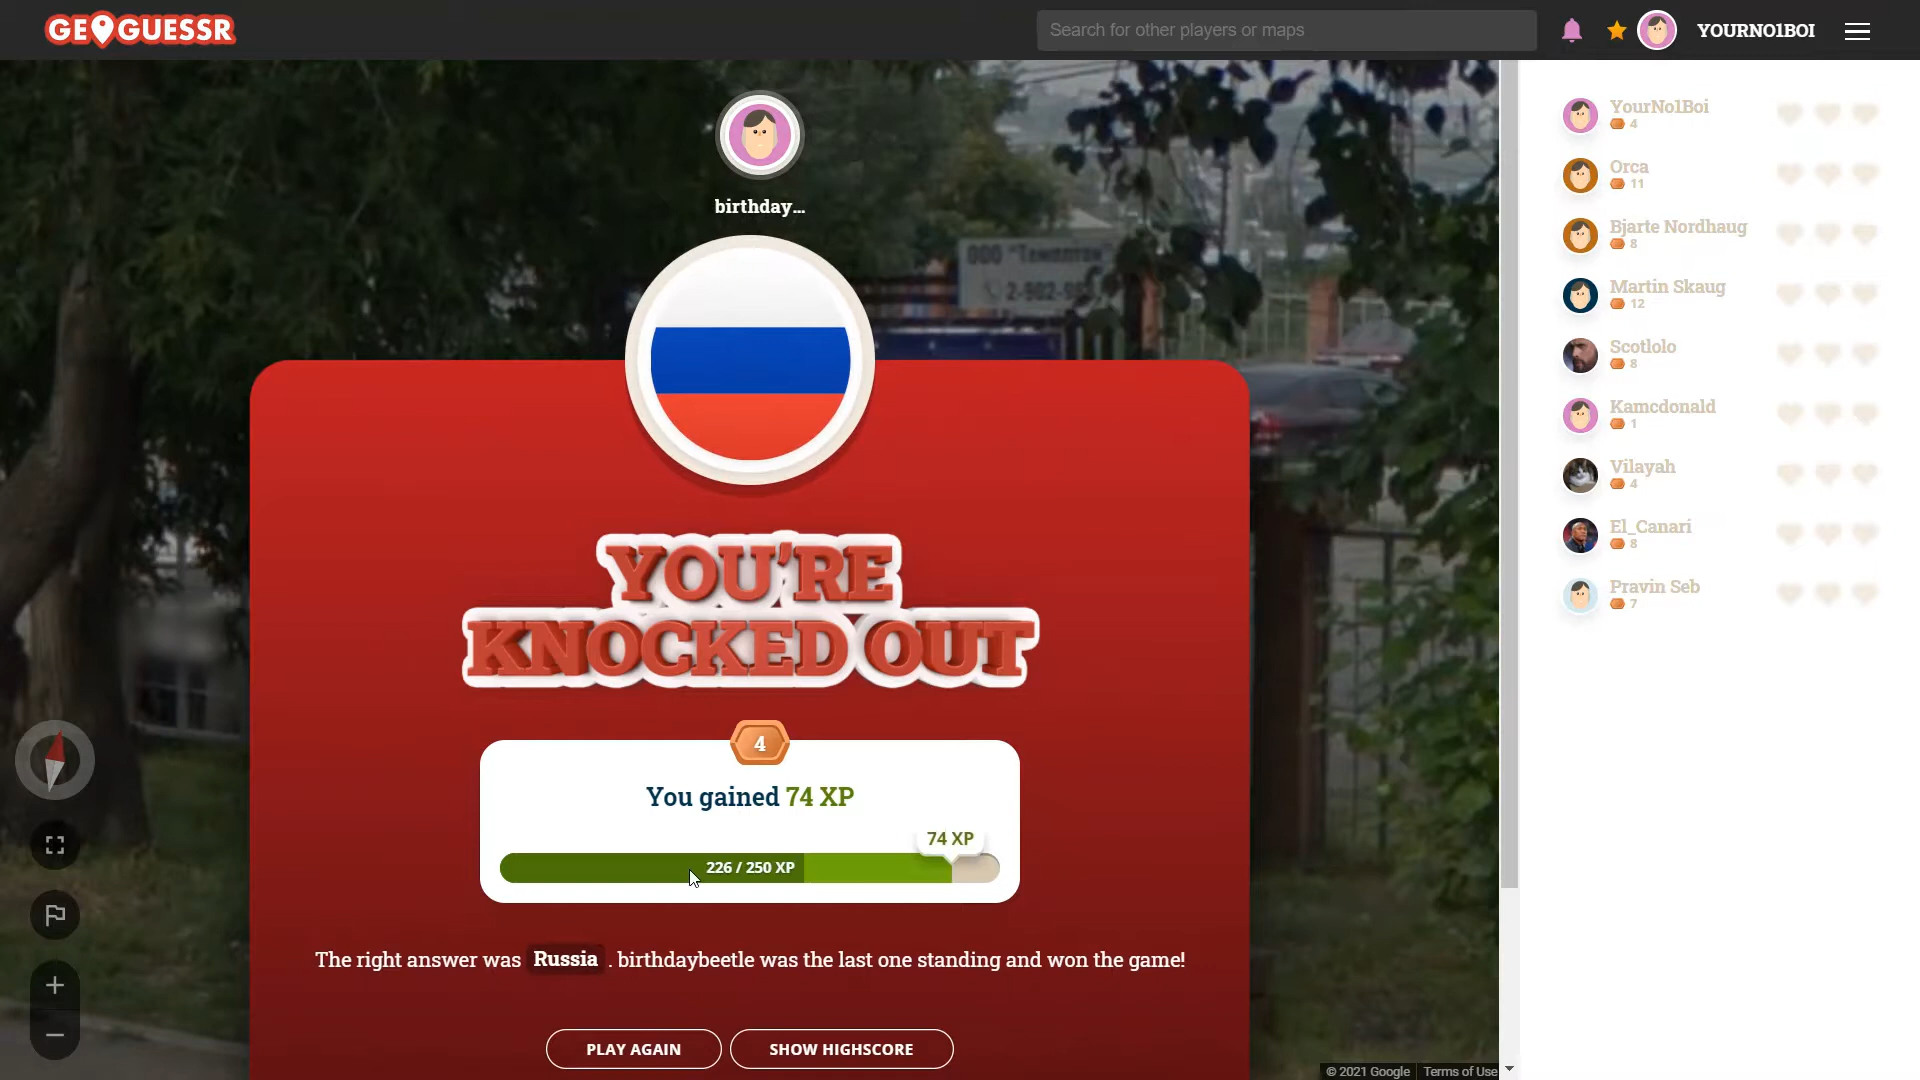 GEOGUESSR
Search for other players or maps
YOURNO1BOI
birthday...
ООО "Темплтон"
YOU'RE
KNOCKED OUT
4
You gained 74 XP
74 XP
226 / 250 XP
The right answer was Russia . birthdaybeetle was the last one standing and won the game!
PLAY AGAIN
SHOW HIGHSCORE
© 2021 Google
Terms of Use
YourNo1Boi
4
Orca
11
Bjarte Nordhaug
8
Martin Skaug
12
Scotlolo
8
Kamcdonald
1
Vilayah
4
El_Canari
8
Pravin Seb
7